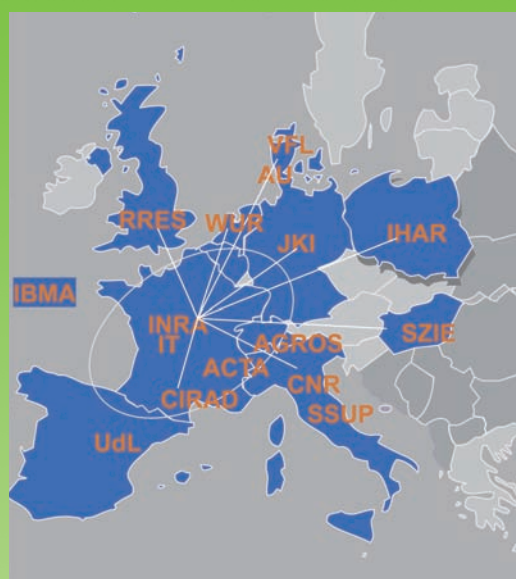 VFL
AU
RRES
WUR
JKI
IHAR
IBMA
INRA
IT
AGROS
SZIE
ACTA
CNR
CIRAD
SSUP
UdL